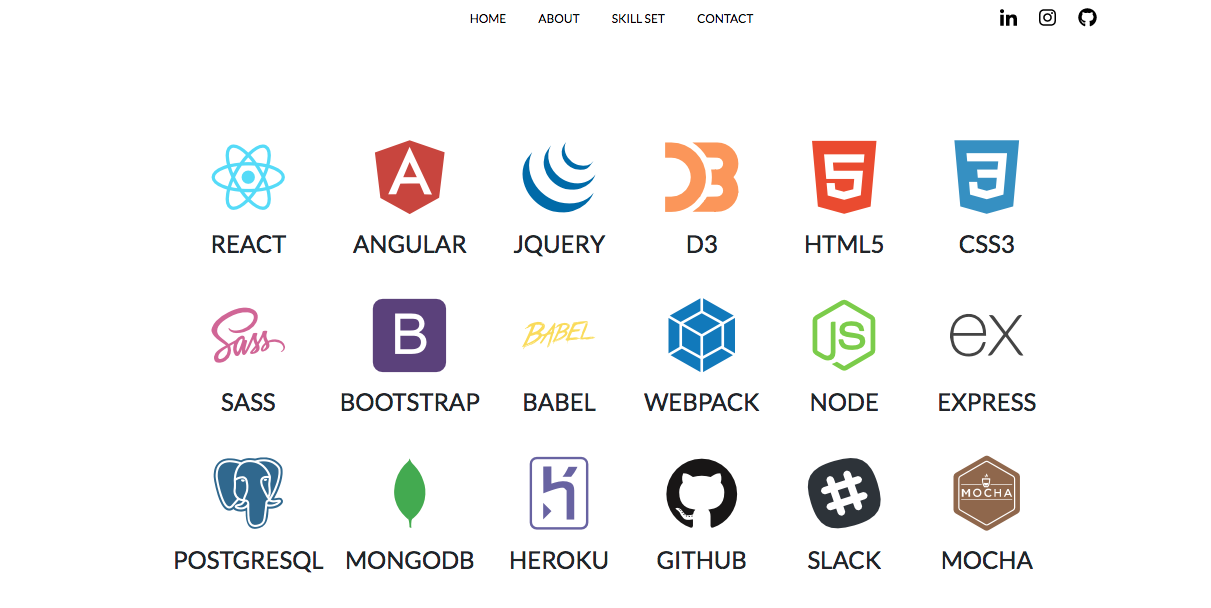 HOME ABOUT SKILL SET CONTACT in
A D3 5 3
REACT ANGULAR JQUERY D3 HTML5 CSS3
Sass B BABEL JS ex
SASS BOOTSTRAP BABEL WEBPACK NODE EXPRESS
MOCHA
POSTGRESQL MONGODB HEROKU GITHUB SLACK MOCHA